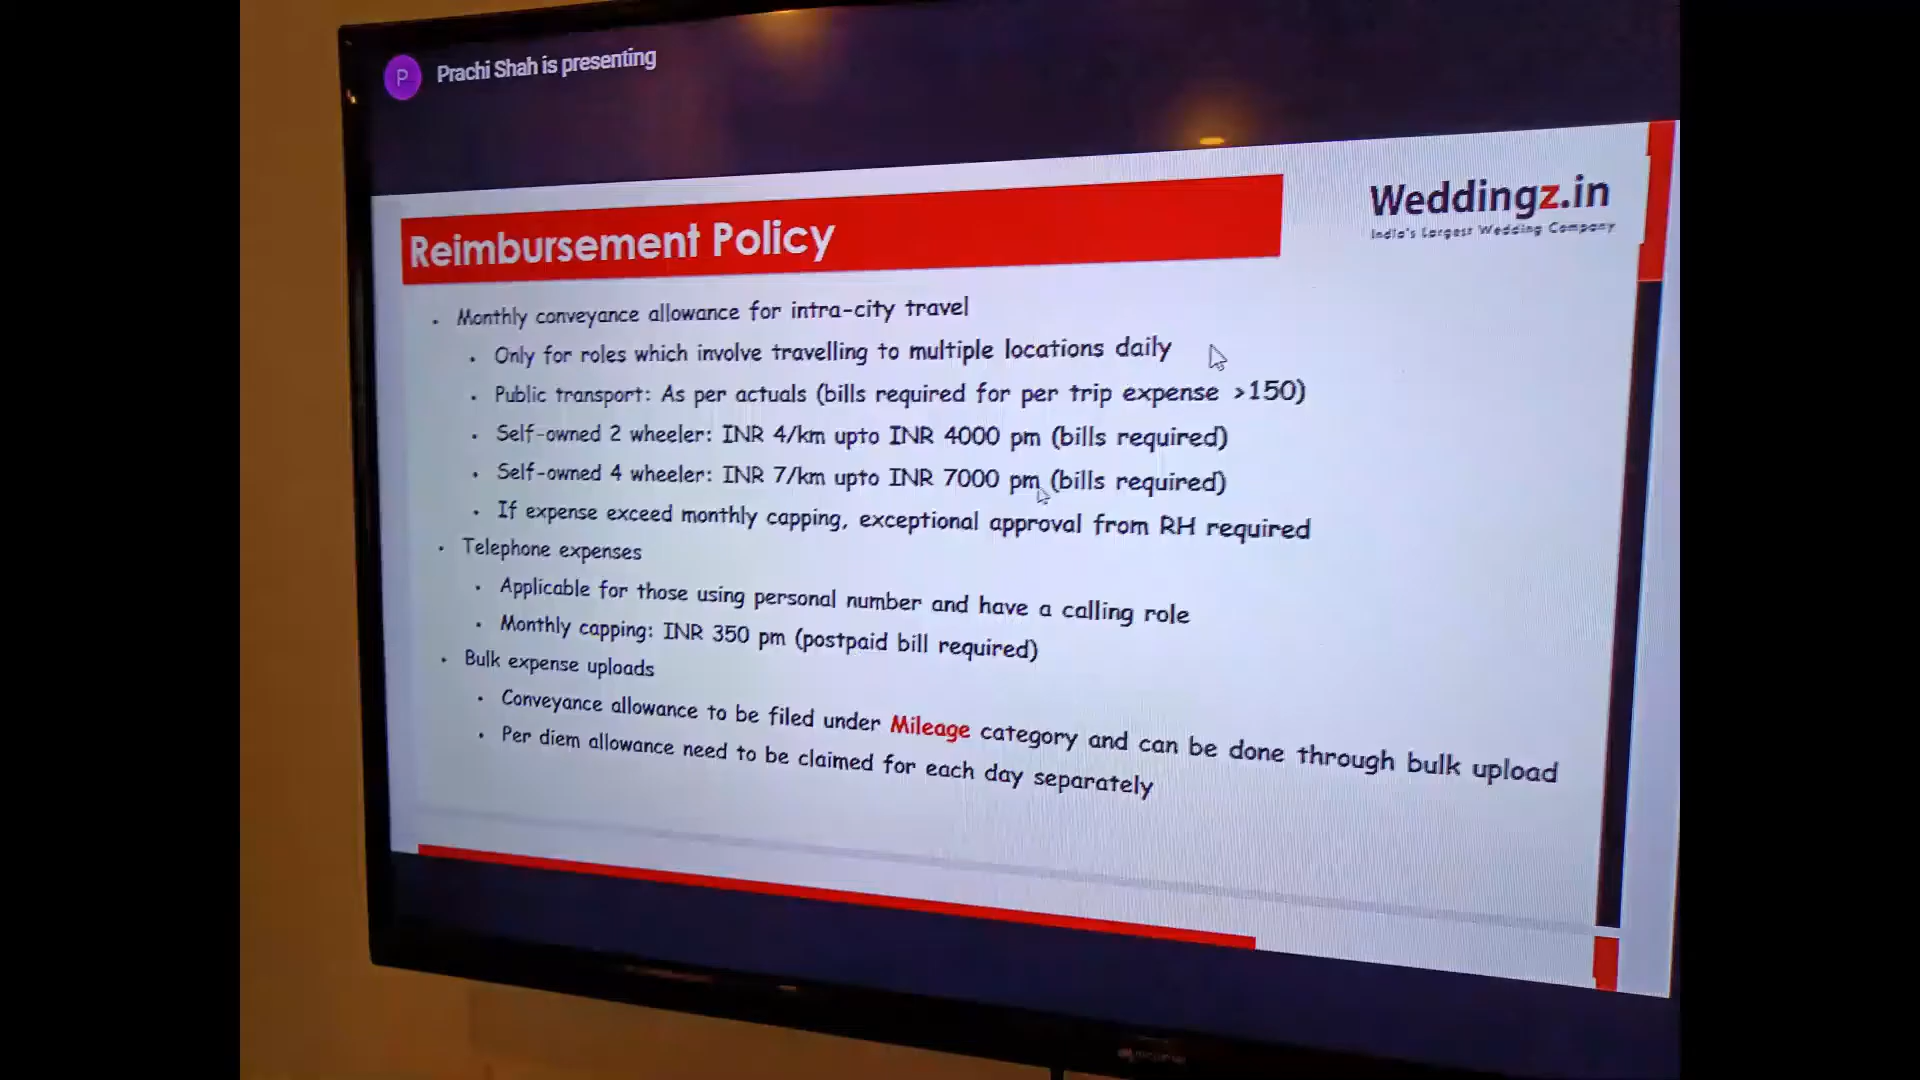 P
Prachi Shah is presenting
Weddingz.in
India's Largest Wedding Company
Reimbursement Policy
• Monthly conveyance allowance for intra-city travel
• Only for roles which involve travelling to multiple locations daily
• Public transport: As per actuals (bills required for per trip expense >150)
• Self-owned 2 wheeler: INR 4/km upto INR 4000 pm (bills required)
• Self-owned 4 wheeler: INR 7/km upto INR 7000 pm (bills required)
• If expense exceed monthly capping, exceptional approval from RH required
• Telephone expenses
• Applicable for those using personal number and have a calling role
• Monthly capping: INR 350 pm (postpaid bill required)
• Bulk expense uploads
• Conveyance allowance to be filed under Mileage category and can be done through bulk upload
• Per diem allowance need to be claimed for each day separately